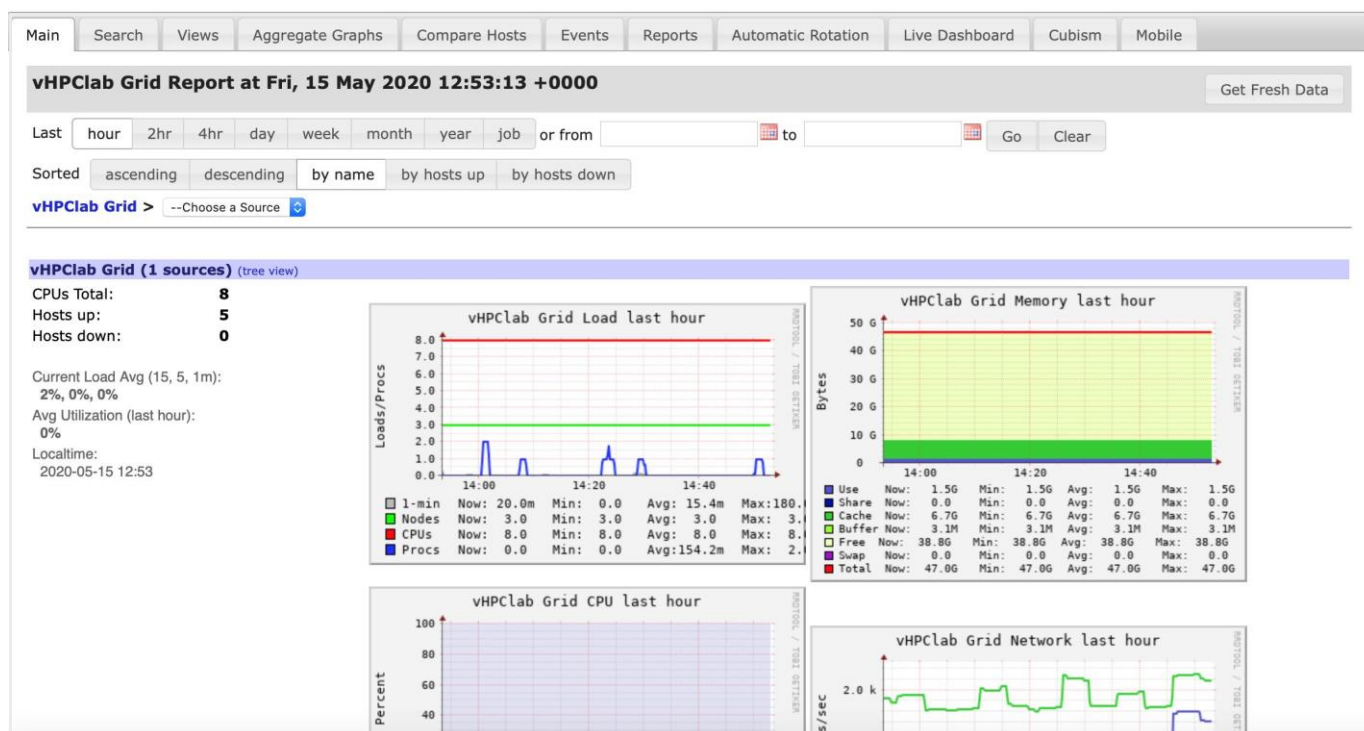 Main Search Views Aggregate Graphs Compare Hosts Events Reports Automatic Rotation Live Dashboard Cubism Mobile
vHPClab Grid Report at Fri, 15 May 2020 12:53:13 +0000
Get Fresh Data
Last hour 2hr 4hr day week month year job or from to Go Clear
Sorted ascending descending by name by hosts up by hosts down
vHPClab Grid > --Choose a Source
vHPClab Grid (1 sources) (tree view)
CPUs Total: 8
Hosts up: 5
Hosts down: 0
Current Load Avg (15, 5, 1m):
2%, 0%, 0%
Avg Utilization (last hour):
0%
Localtime:
2020-05-15 12:53
vHPClab Grid Load last hour
RRDTOOL / TOBI OETIKER
Loads/Procs
8.0
7.0
6.0
5.0
4.0
3.0
2.0
1.0
0.0
14:00 14:20 14:40
1-min Now: 20.0m Min: 0.0 Avg: 15.4m Max:180.
Nodes Now: 3.0 Min: 3.0 Avg: 3.0 Max: 3.
CPUs Now: 8.0 Min: 8.0 Avg: 8.0 Max: 8.
Procs Now: 0.0 Min: 0.0 Avg:154.2m Max: 2.
vHPClab Grid Memory last hour
RRDTOOL / TOBI OETIKER
Bytes
50 G
40 G
30 G
20 G
10 G
0
14:00 14:20 14:40
Use Now: 1.5G Min: 1.5G Avg: 1.5G Max: 1.5G
Share Now: 0.0 Min: 0.0 Avg: 0.0 Max: 0.0
Cache Now: 6.7G Min: 6.7G Avg: 6.7G Max: 6.7G
Buffer Now: 3.1M Min: 3.1M Avg: 3.1M Max: 3.1M
Free Now: 38.8G Min: 38.8G Avg: 38.8G Max: 38.8G
Swap Now: 0.0 Min: 0.0 Avg: 0.0 Max: 0.0
Total Now: 47.0G Min: 47.0G Avg: 47.0G Max: 47.0G
vHPClab Grid CPU last hour
RRDTOOL / TOBI OETIKER
Percent
100
80
60
40
vHPClab Grid Network last hour
RRDTOOL / TOBI OETI
s/sec
2.0 k